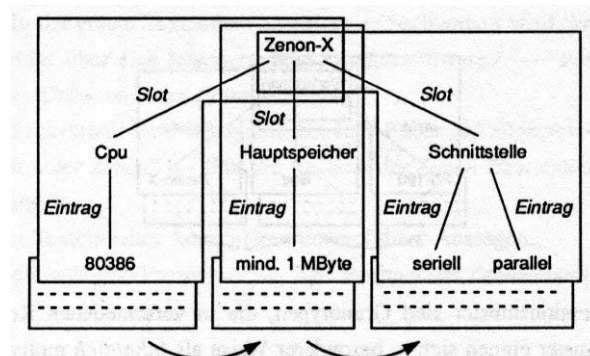 Zenon-X
Slot
Slot
Slot
Cpu
Hauptspeicher
Schnittstelle
Eintrag
Eintrag
Eintrag
Eintrag
80386
mind. 1 MByte
seriell
parallel